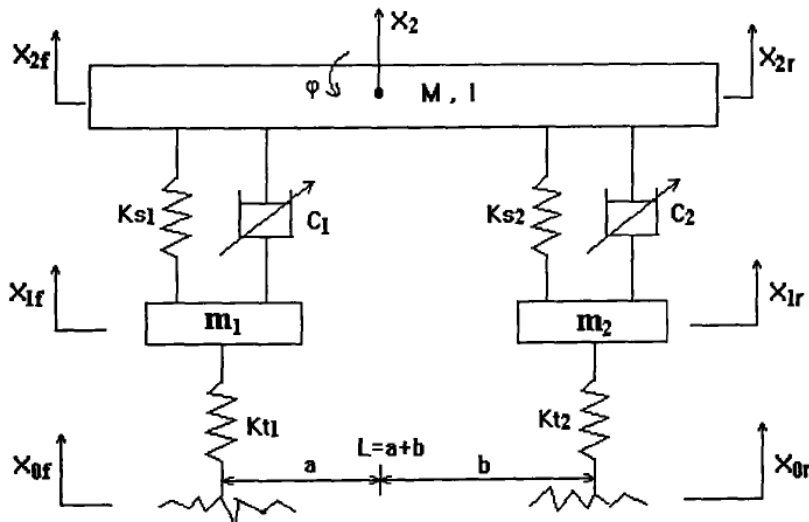 X2
X2f
X2r
φ
M , I
Ks1
C1
Ks2
C2
X1f
m1
m2
X1r
Kt1
Kt2
L=a+b
X0f
a
b
X0r